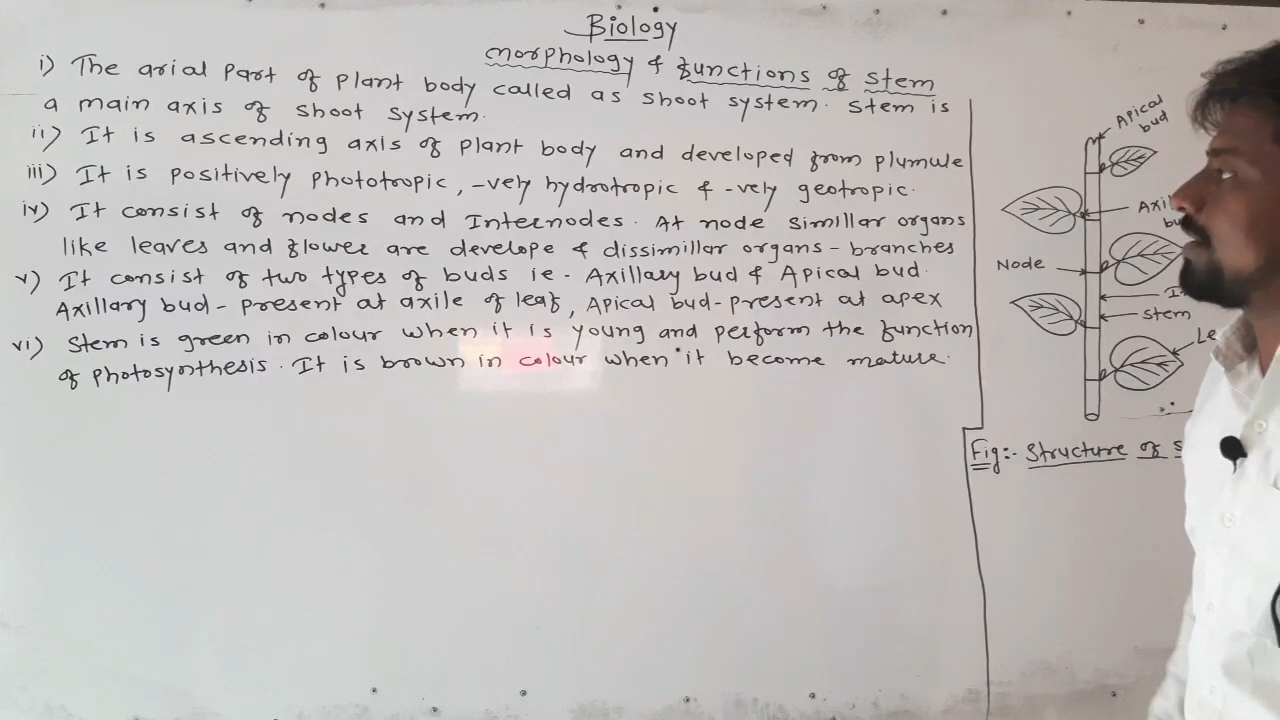 Biology
Morphology & functions of stem
i) The arial part of plant body called as shoot system. Stem is
a main axis of shoot system.
ii) It is ascending axis of plant body and developed from plumule
iii) It is positively phototropic, -vely hydrotropic & -vely geotropic.
iv) It consist of nodes and Internodes. At node simillar organs
like leaves and flower are develope & dissimillar organs - branches
v) It consist of two types of buds ie. Axillary bud & Apical bud.
Axillary bud - present at axile of leaf, Apical bud - present at apex
vi) Stem is green in colour when it is young and perform the function
of photosynthesis. It is brown in colour when it become mature.
Apical
bud
Node
Stem
Fig:- Structure of